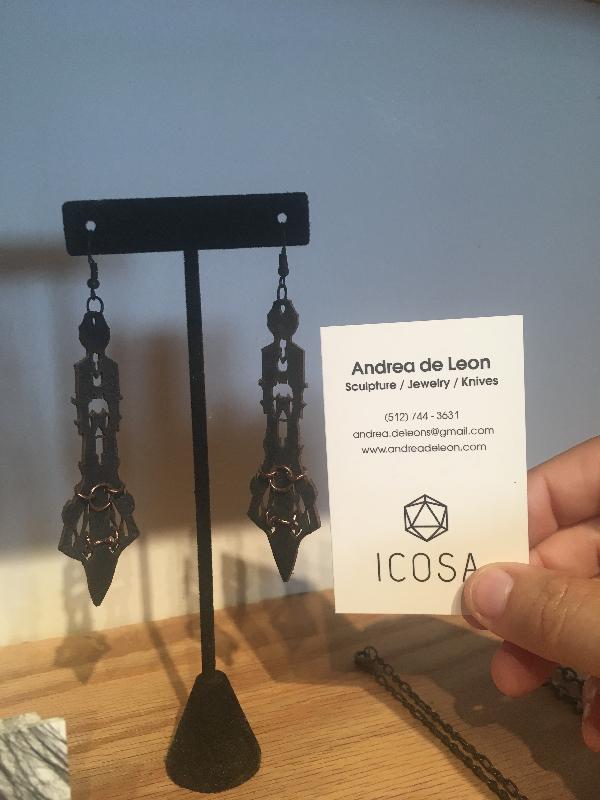 Andrea de Leon
Sculpture / Jewelry / Knives
(512) 744 - 3631
andrea.deleons@gmail.com
www.andreadeleon.com
ICOSA